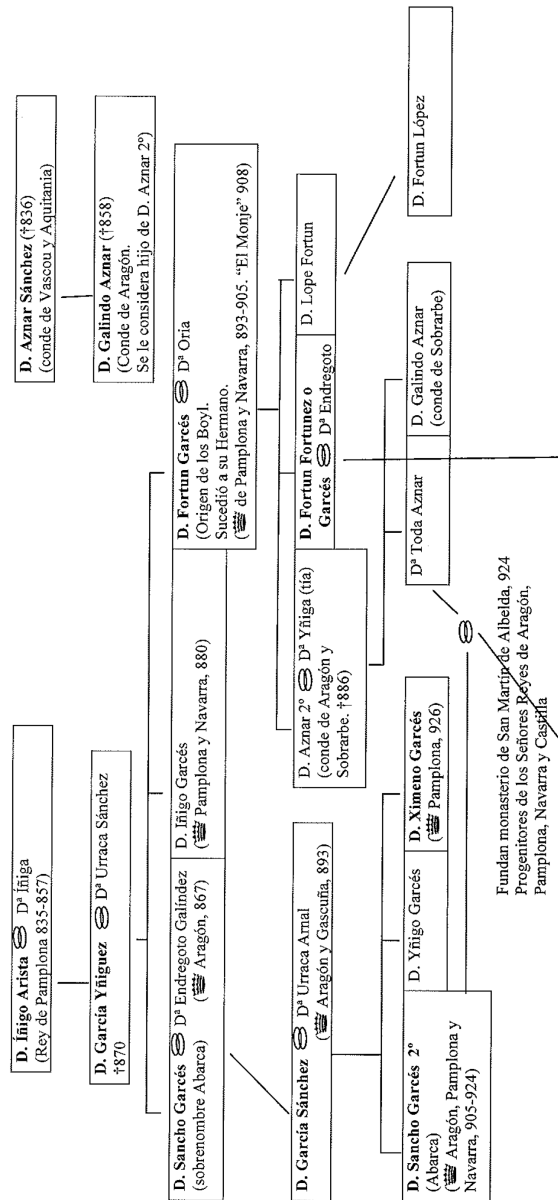 D. Íñigo Arista Dª Íñiga
(Rey de Pamplona 835-857)
D. Aznar Sánchez (†836)
(conde de Vascou y Aquitania)
D. García Yñiguez Dª Urraca Sánchez
†870
D. Galindo Aznar (†858)
(Conde de Aragón.
Se le considera hijo de D. Aznar 2º)
D. Sancho Garcés Dª Endregoto Galíndez
(sobrenombre Abarca) ( Aragón, 867)
D. Iñigo Garcés
( Pamplona y Navarra, 880)
D. Fortun Garcés Dª Oria
(Origen de los Boyl.
Sucedió a su Hermano.
( de Pamplona y Navarra, 893-905. “El Monje” 908)
D. García Sánchez Dª Urraca Arnal
( Aragón y Gascuña, 893)
D. Aznar 2º Dª Yñiga (tía)
(conde de Aragón y
Sobrarbe. †886)
D. Fortun Fortunez o
Garcés Dª Endregoto
D. Lope Fortun
D. Sancho Garcés 2º
(Abarca)
( Aragón, Pamplona y
Navarra, 905-924)
D. Yñigo Garcés
D. Ximeno Garcés
( Pamplona, 926)
Dª Toda Aznar
D. Galindo Aznar
(conde de Sobrarbe)
D. Fortun López
Fundan monasterio de San Martín de Albelda, 924
Progenitores de los Señores Reyes de Aragón,
Pamplona, Navarra y Castilla